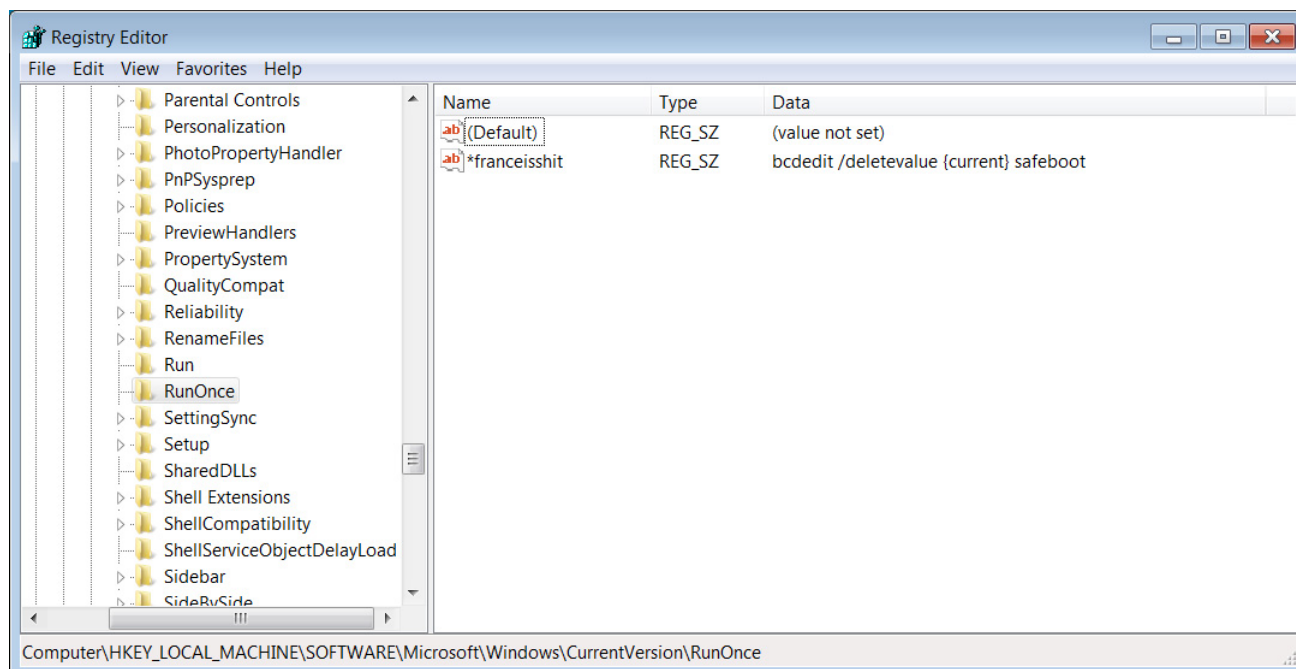 Registry Editor
File Edit View Favorites Help
Parental Controls
Personalization
PhotoPropertyHandler
PnPSysprep
Policies
PreviewHandlers
PropertySystem
QualityCompat
Reliability
RenameFiles
Run
RunOnce
SettingSync
Setup
SharedDLLs
Shell Extensions
ShellCompatibility
ShellServiceObjectDelayLoad
Sidebar
SideBySide
Name Type Data
ab (Default) REG_SZ (value not set)
ab *franceisshit REG_SZ bcdedit /deletevalue {current} safeboot
Computer\HKEY_LOCAL_MACHINE\SOFTWARE\Microsoft\Windows\CurrentVersion\RunOnce